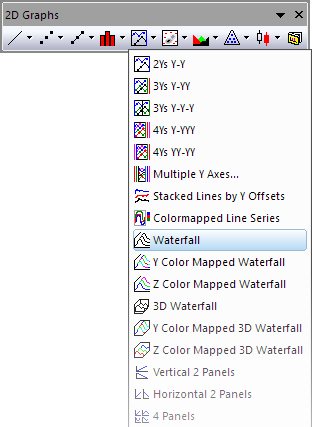 2D Graphs
2Ys Y-Y
3Ys Y-YY
3Ys Y-Y-Y
4Ys Y-YYY
4Ys YY-YY
Multiple Y Axes...
Stacked Lines by Y Offsets
Colormapped Line Series
Waterfall
Y Color Mapped Waterfall
Z Color Mapped Waterfall
3D Waterfall
Y Color Mapped 3D Waterfall
Z Color Mapped 3D Waterfall
Vertical 2 Panels
Horizontal 2 Panels
4 Panels